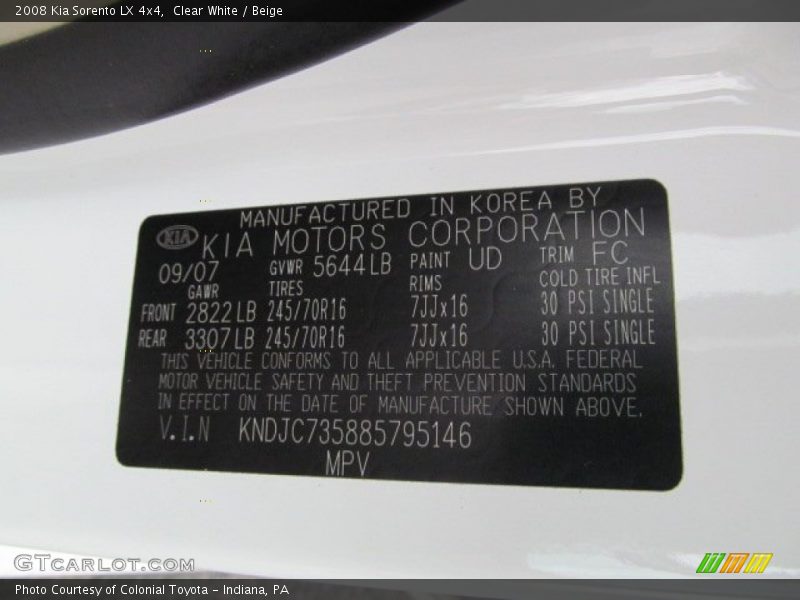 2008 Kia Sorento LX 4x4, Clear White / Beige
MANUFACTURED IN KOREA BY
KIA KIA MOTORS CORPORATION
09/07 GVWR 5644LB PAINT UD TRIM FC
GAWR TIRES RIMS COLD TIRE INFL
FRONT 2822LB 245/70R16 7JJx16 30 PSI SINGLE
REAR 3307LB 245/70R16 7JJx16 30 PSI SINGLE
THIS VEHICLE CONFORMS TO ALL APPLICABLE U.S.A. FEDERAL
MOTOR VEHICLE SAFETY AND THEFT PREVENTION STANDARDS
IN EFFECT ON THE DATE OF MANUFACTURE SHOWN ABOVE.
V.I.N KNDJC735885795146
MPV
GTCARLOT.COM
Photo Courtesy of Colonial Toyota - Indiana, PA